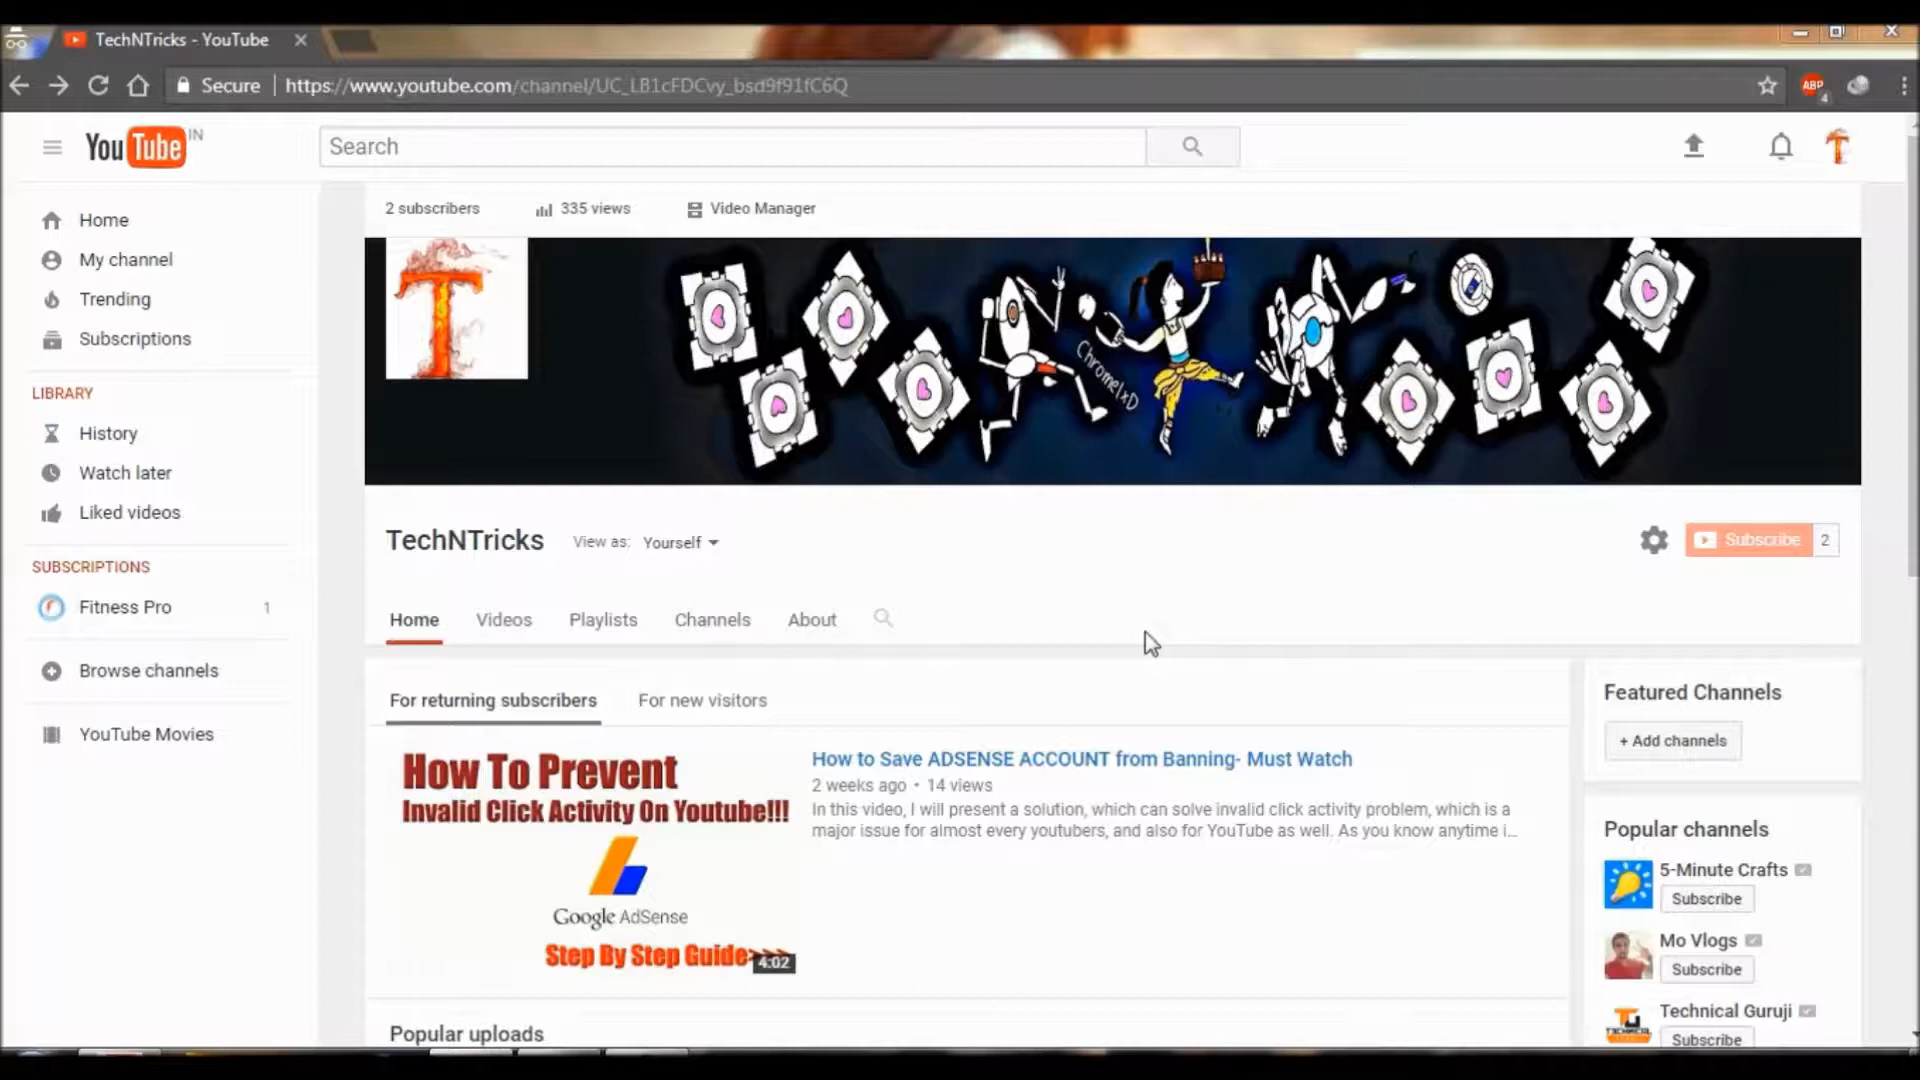 TechNTricks - YouTube
Secure
https://www.youtube.com/channel/UC_LB1cFDCvy_bsd9f91fC6Q
ABP
4
YouTube IN
Search
T
2 subscribers
335 views
Video Manager
Home
My channel
Trending
Subscriptions
LIBRARY
History
Watch later
Liked videos
SUBSCRIPTIONS
Fitness Pro
1
Browse channels
YouTube Movies
T
ChromelxD
TechNTricks
View as:
Yourself
Subscribe
2
Home
Videos
Playlists
Channels
About
For returning subscribers
For new visitors
How To Prevent
Invalid Click Activity On Youtube!!!
Google AdSense
Step By Step Guide>>>
4:02
How to Save ADSENSE ACCOUNT from Banning- Must Watch
2 weeks ago • 14 views
In this video, I will present a solution, which can solve invalid click activity problem, which is a
major issue for almost every youtubers, and also for YouTube as well. As you know anytime i...
Popular uploads
Featured Channels
+ Add channels
Popular channels
5-Minute Crafts
Subscribe
Mo Vlogs
Subscribe
Technical Guruji
Subscribe